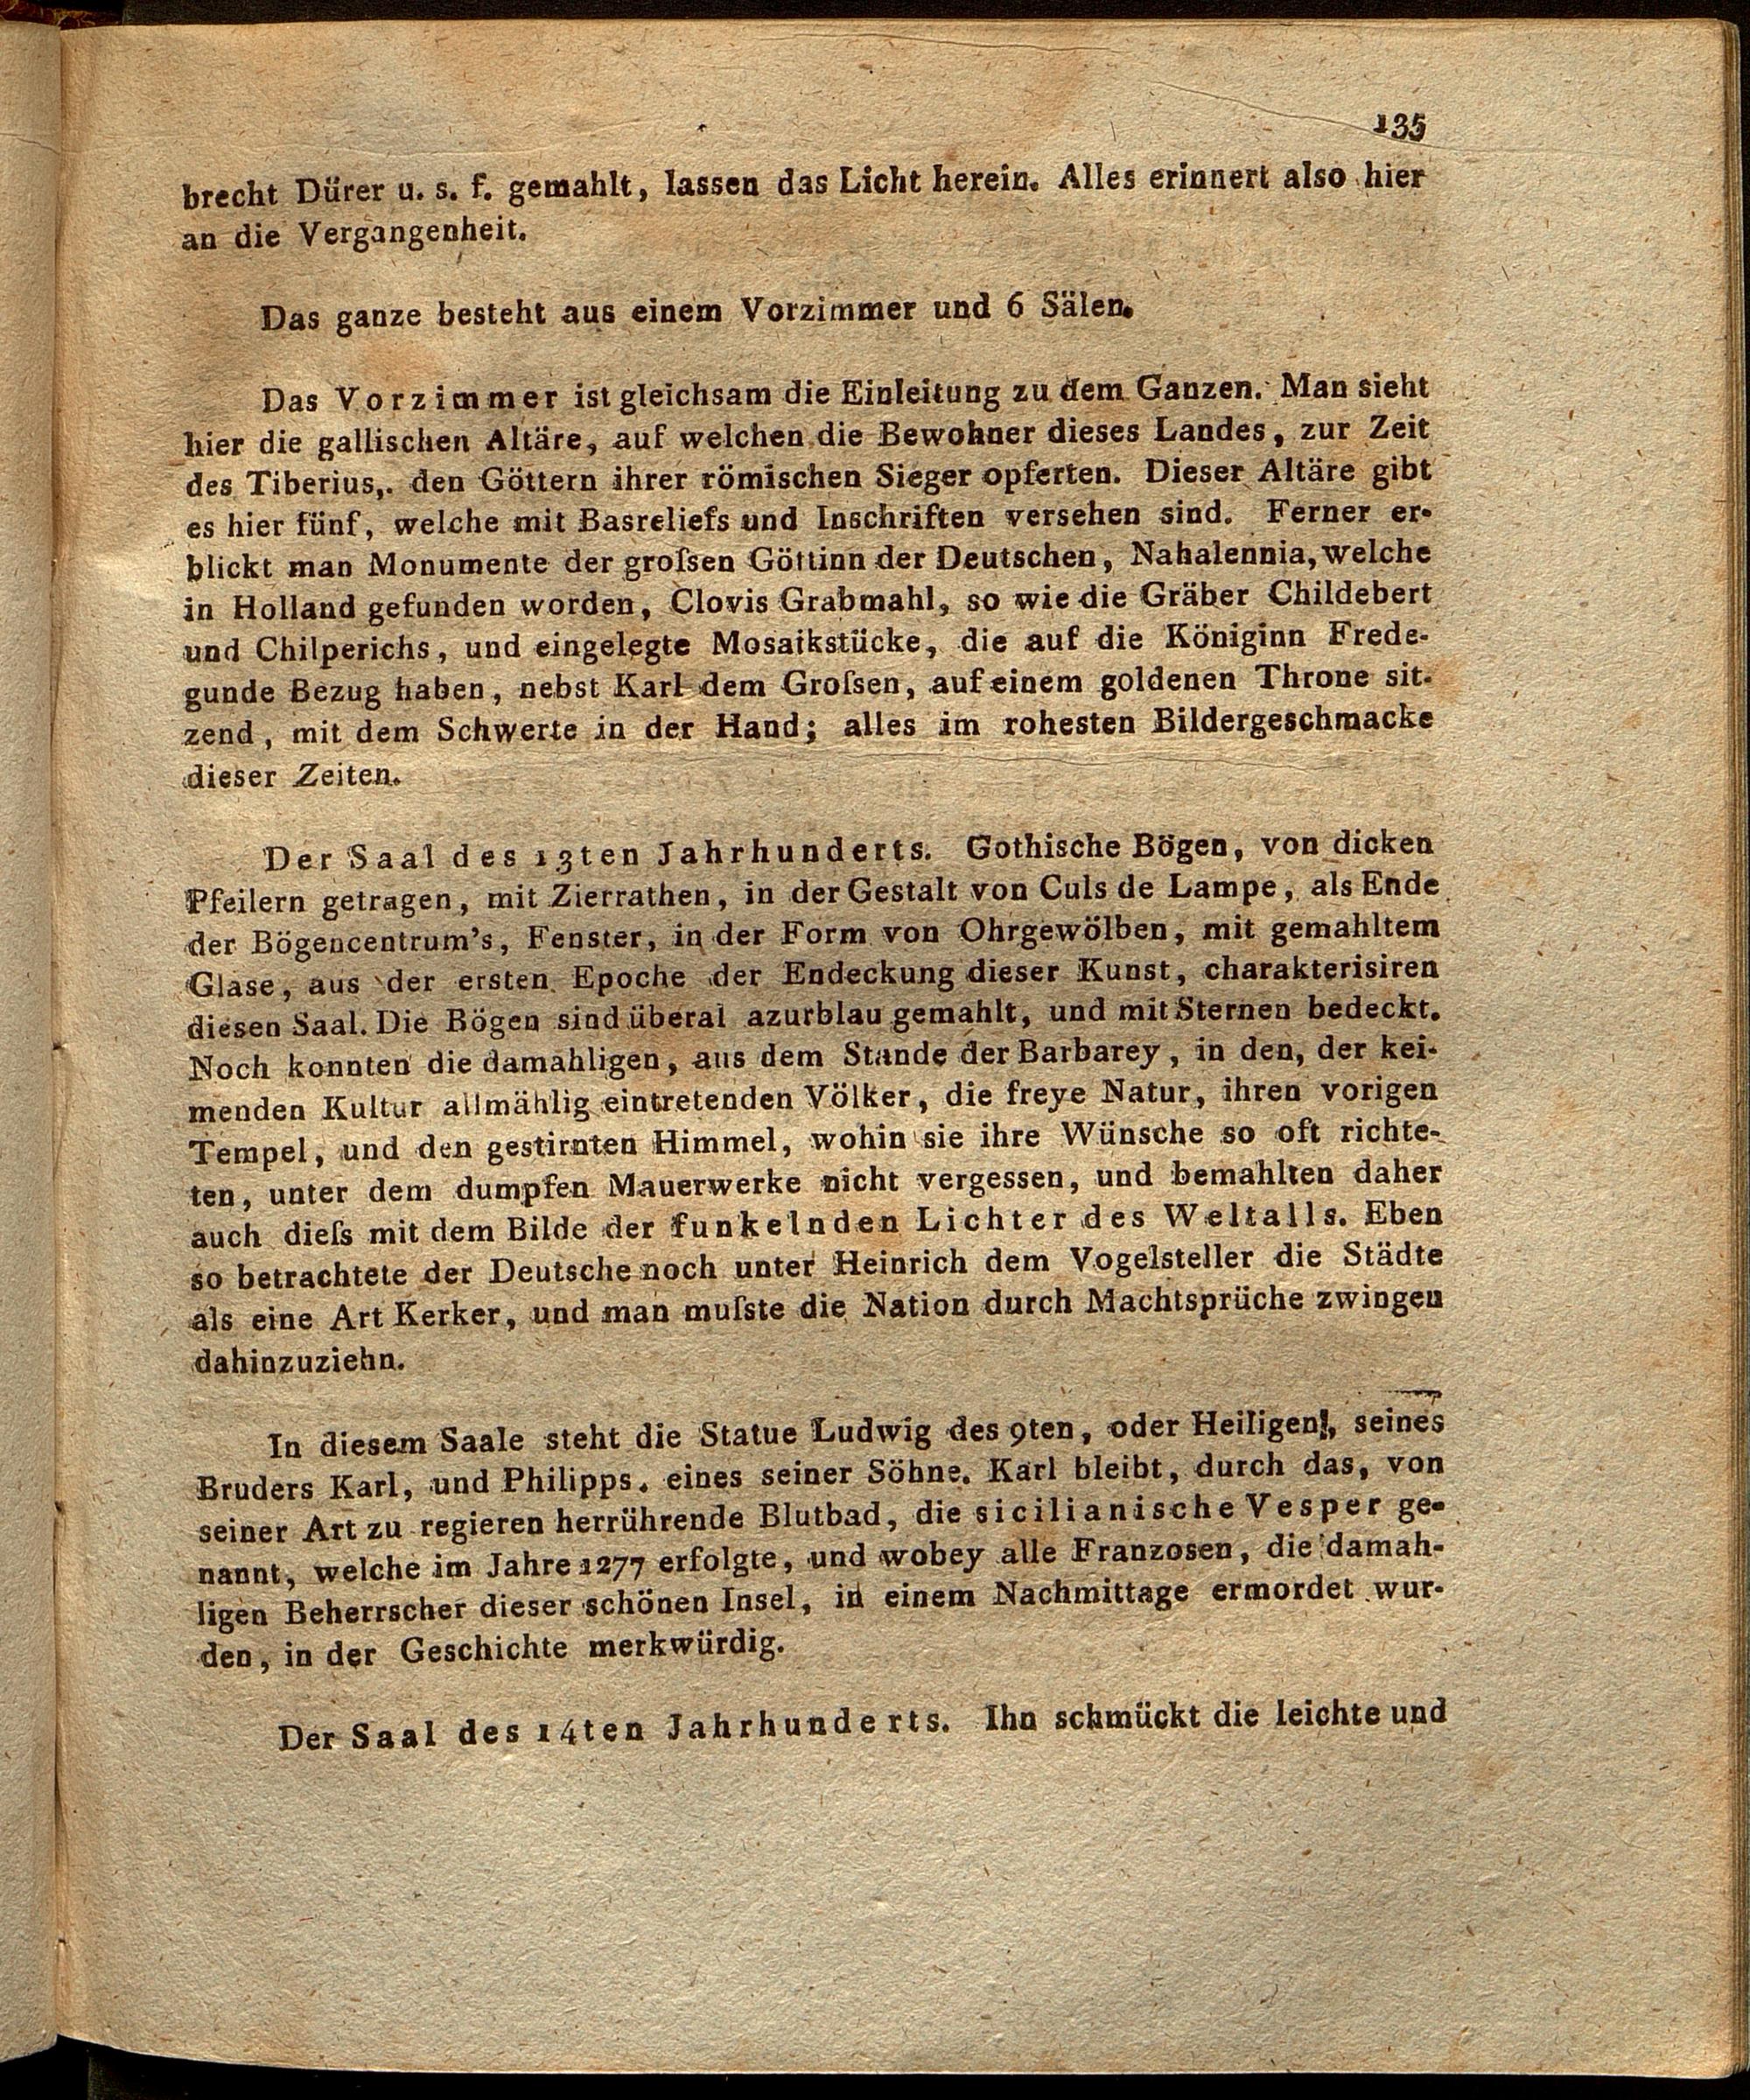 135
brecht Dürer u. s. f. gemahlt, lassen das Licht herein. Alles erinnert also hier
an die Vergangenheit.
Das ganze besteht aus einem Vorzimmer und 6 Sälen.
Das Vorzimmer ist gleichsam die Einleitung zu dem Ganzen. Man sieht
hier die gallischen Altäre, auf welchen die Bewohner dieses Landes, zur Zeit
des Tiberius,. den Göttern ihrer römischen Sieger opferten. Dieser Altäre gibt
es hier fünf, welche mit Basreliefs und Inschriften versehen sind. Ferner er-
blickt man Monumente der groſsen Göttinn der Deutschen, Nahalennia, welche
in Holland gefunden worden, Clovis Grabmahl, so wie die Gräber Childebert
und Chilperichs, und eingelegte Mosaikstücke, die auf die Königinn Frede-
gunde Bezug haben, nebst Karl dem Groſsen, auf einem goldenen Throne sit-
zend, mit dem Schwerte in der Hand; alles im rohesten Bildergeschmacke
dieser Zeiten.
Der Saal des 13ten Jahrhunderts. Gothische Bögen, von dicken
Pfeilern getragen, mit Zierrathen, in der Gestalt von Culs de Lampe, als Ende
der Bögencentrum's, Fenster, in der Form von Ohrgewölben, mit gemahltem
Glase, aus der ersten Epoche der Endeckung dieser Kunst, charakterisiren
diesen Saal. Die Bögen sind überal azurblau gemahlt, und mit Sternen bedeckt.
Noch konnten die damahligen, aus dem Stande der Barbarey, in den, der kei-
menden Kultur allmählig eintretenden Völker, die freye Natur, ihren vorigen
Tempel, und den gestirnten Himmel, wohin sie ihre Wünsche so oft richte-
ten, unter dem dumpfen Mauerwerke nicht vergessen, und bemahlten daher
auch dieſs mit dem Bilde der funkelnden Lichter des Weltalls. Eben
so betrachtete der Deutsche noch unter Heinrich dem Vogelsteller die Städte
als eine Art Kerker, und man muſste die Nation durch Machtsprüche zwingen
dahinzuziehn.
In diesem Saale steht die Statue Ludwig des 9ten, oder Heiligen, seines
Bruders Karl, und Philipps. eines seiner Söhne. Karl bleibt, durch das, von
seiner Art zu regieren herrührende Blutbad, die sicilianische Vesper ge-
nannt, welche im Jahre 1277 erfolgte, und wobey alle Franzosen, die damah-
ligen Beherrscher dieser schönen Insel, in einem Nachmittage ermordet wur-
den, in der Geschichte merkwürdig.
Der Saal des 14ten Jahrhunderts. Ihn schmückt die leichte und